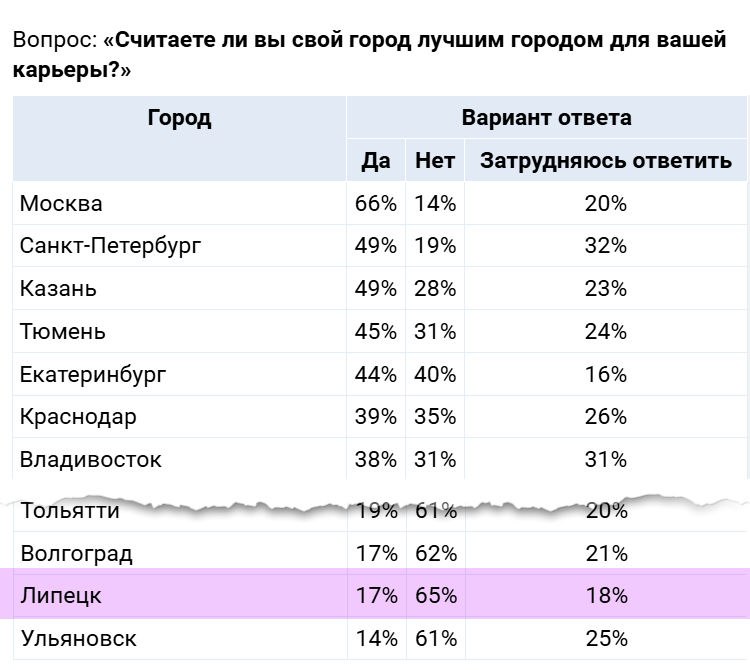 Вопрос: «Считаете ли вы свой город лучшим городом для вашей
карьеры?»
Город Вариант ответа
Да Нет Затрудняюсь ответить
Москва 66% 14% 20%
Санкт-Петербург 49% 19% 32%
Казань 49% 28% 23%
Тюмень 45% 31% 24%
Екатеринбург 44% 40% 16%
Краснодар 39% 35% 26%
Владивосток 38% 31% 31%
Тольятти 19% 61% 20%
Волгоград 17% 62% 21%
Липецк 17% 65% 18%
Ульяновск 14% 61% 25%